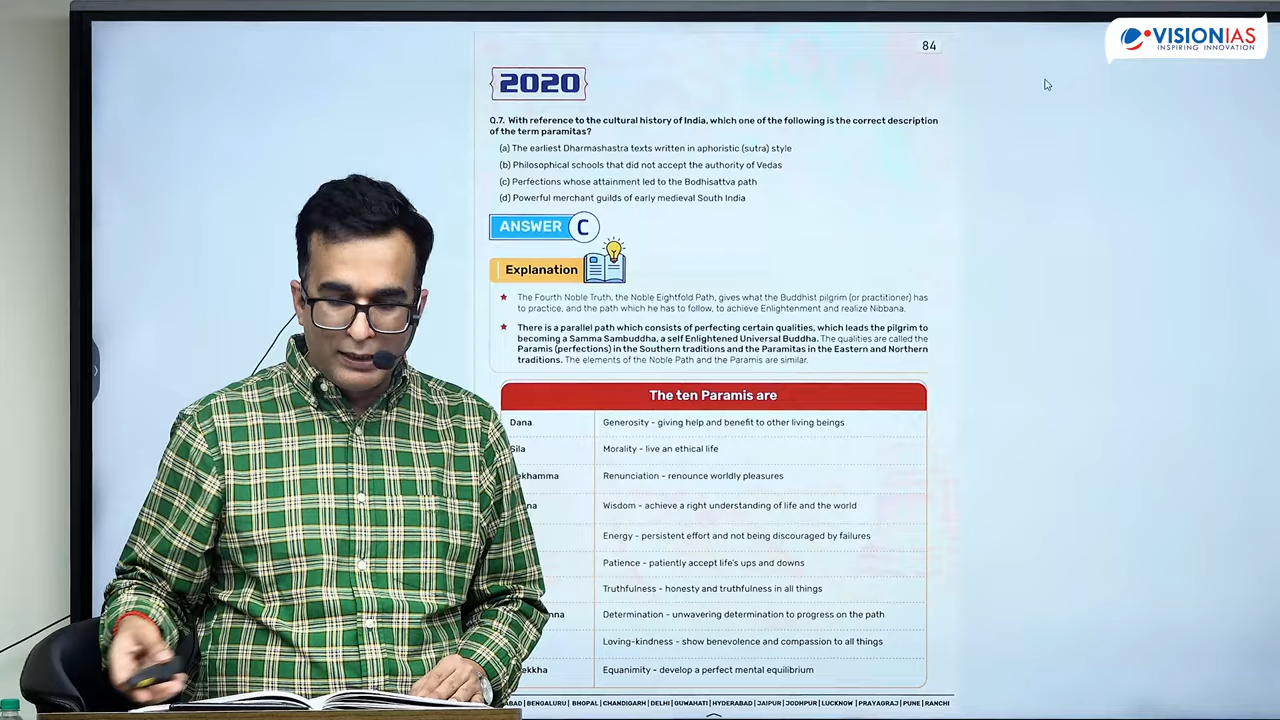 VISIONIAS
INSPIRING INNOVATION
84
2020
Q.7. With reference to the cultural history of India, which one of the following is the correct description
of the term paramitas?
(a) The earliest Dharmashastra texts written in aphoristic (sutra) style
(b) Philosophical schools that did not accept the authority of Vedas
(c) Perfections whose attainment led to the Bodhisattva path
(d) Powerful merchant guilds of early medieval South India
ANSWER C
Explanation
★ The Fourth Noble Truth, the Noble Eightfold Path, gives what the Buddhist pilgrim (or practitioner) has
to practice, and the path which he has to follow, to achieve Enlightenment and realize Nibbana.
★ There is a parallel path which consists of perfecting certain qualities, which leads the pilgrim to
becoming a Samma Sambuddha, a self Enlightened Universal Buddha. The qualities are called the
Paramis (perfections) in the Southern traditions and the Paramitas in the Eastern and Northern
traditions. The elements of the Noble Path and the Paramis are similar.
The ten Paramis are
Dana Generosity - giving help and benefit to other living beings
Sila Morality - live an ethical life
ekhamma Renunciation - renounce worldly pleasures
na Wisdom - achieve a right understanding of life and the world
Energy - persistent effort and not being discouraged by failures
Patience - patiently accept life's ups and downs
Truthfulness - honesty and truthfulness in all things
nna Determination - unwavering determination to progress on the path
Loving-kindness - show benevolence and compassion to all things
ekkha Equanimity - develop a perfect mental equilibrium
ABAD | BENGALURU | BHOPAL | CHANDIGARH | DELHI | GUWAHATI | HYDERABAD | JAIPUR | JODHPUR | LUCKNOW | PRAYAGRAJ | PUNE | RANCHI